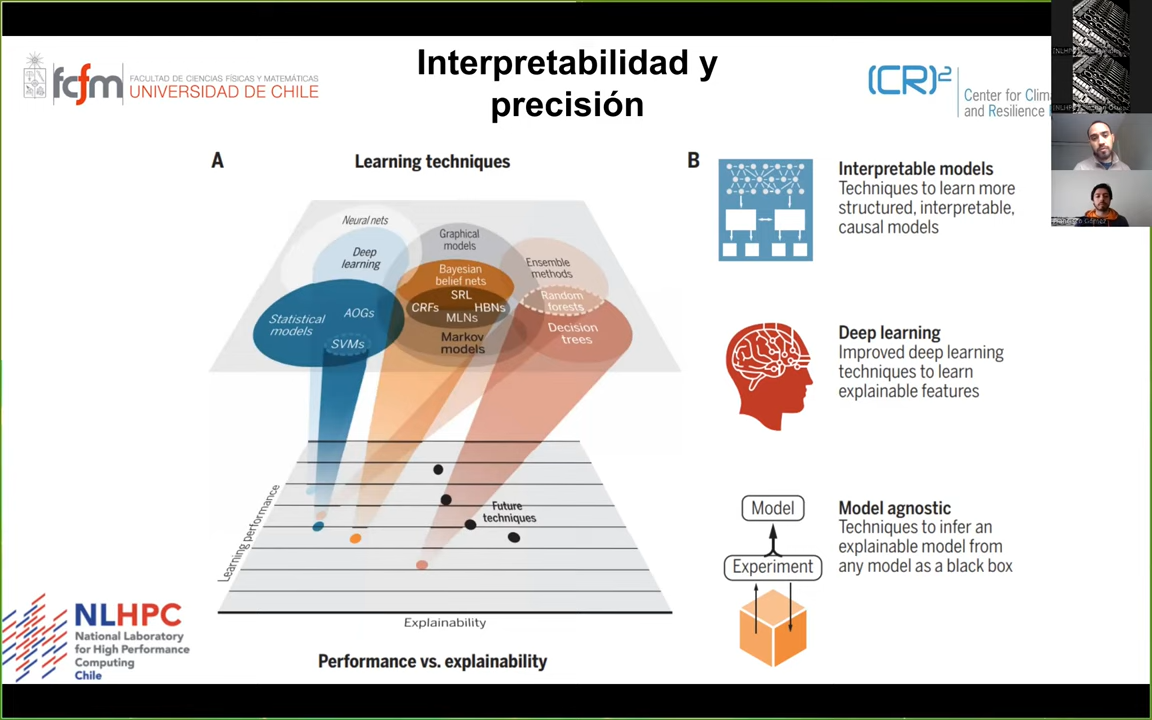 Interpretabilidad y
precisión
fcfm
FACULTAD DE CIENCIAS FÍSICAS Y MATEMÁTICAS
UNIVERSIDAD DE CHILE
(CR)2
Center for Clim
and Resilience
A
Learning techniques
Neural nets
Deep
learning
Graphical
models
Bayesian
belief nets
SRL
CRFs
HBNs
MLNs
Markov
models
Ensemble
methods
Random
forests
Decision
trees
Statistical
models
AOGs
SVMs
Learning performance
Future
techniques
Explainability
Performance vs. explainability
B
Interpretable models
Techniques to learn more
structured, interpretable,
causal models
Deep learning
Improved deep learning
techniques to learn
explainable features
Model
Experiment
Model agnostic
Techniques to infer an
explainable model from
any model as a black box
NLHPC
National Laboratory
for High Performance
Computing
Chile